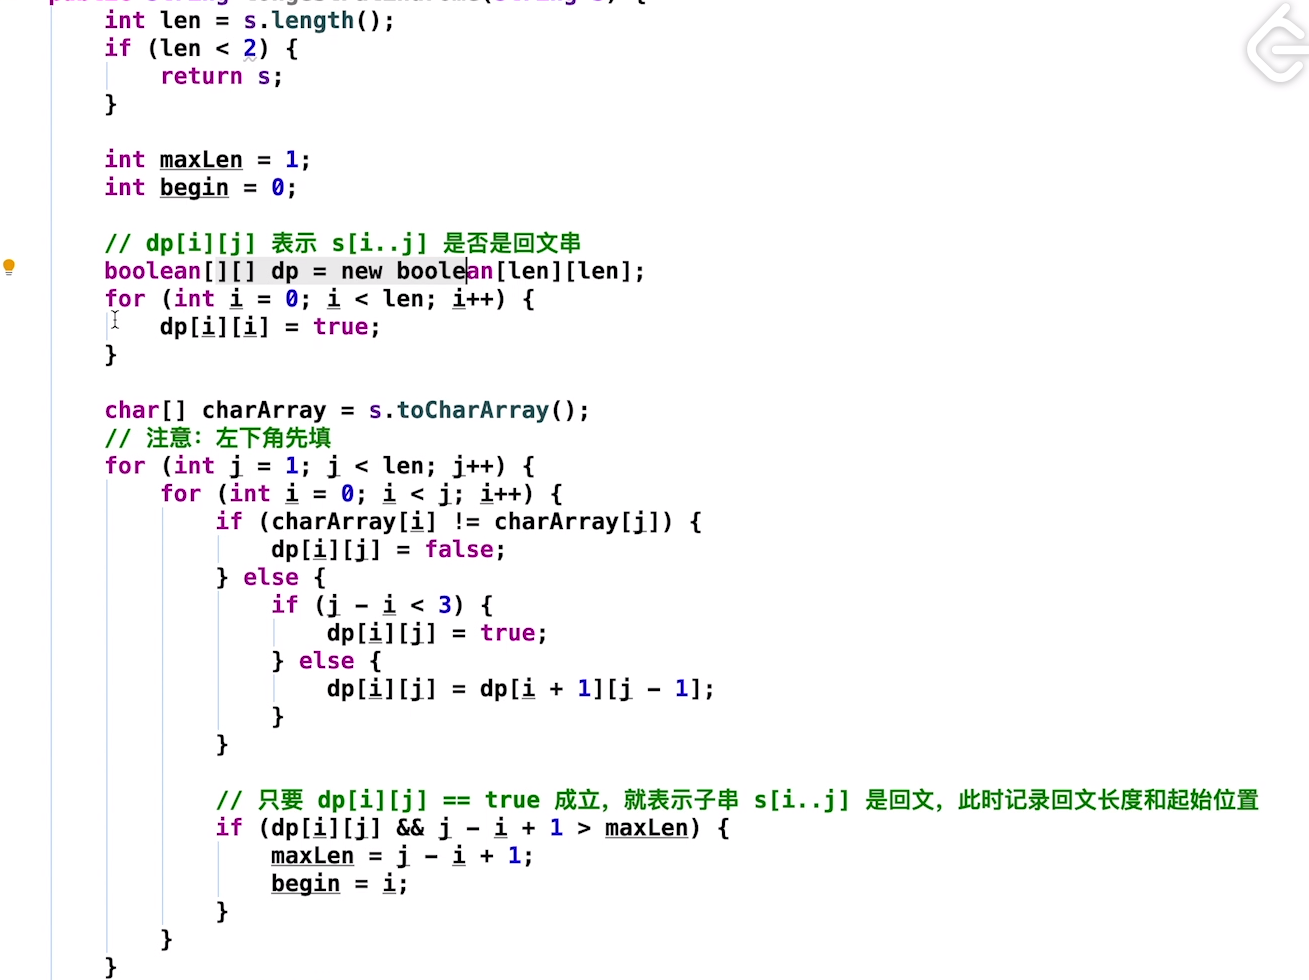 public String longestPalindrome(String s) {
int len = s.length();
if (len < 2) {
return s;
}
int maxLen = 1;
int begin = 0;
// dp[i][j] 表示 s[i..j] 是否是回文串
boolean[][] dp = new boolean[len][len];
for (int i = 0; i < len; i++) {
dp[i][i] = true;
}
char[] charArray = s.toCharArray();
// 注意：左下角先填
for (int j = 1; j < len; j++) {
for (int i = 0; i < j; i++) {
if (charArray[i] != charArray[j]) {
dp[i][j] = false;
} else {
if (j - i < 3) {
dp[i][j] = true;
} else {
dp[i][j] = dp[i + 1][j - 1];
}
}
// 只要 dp[i][j] == true 成立，就表示子串 s[i..j] 是回文，此时记录回文长度和起始位置
if (dp[i][j] && j - i + 1 > maxLen) {
maxLen = j - i + 1;
begin = i;
}
}
}